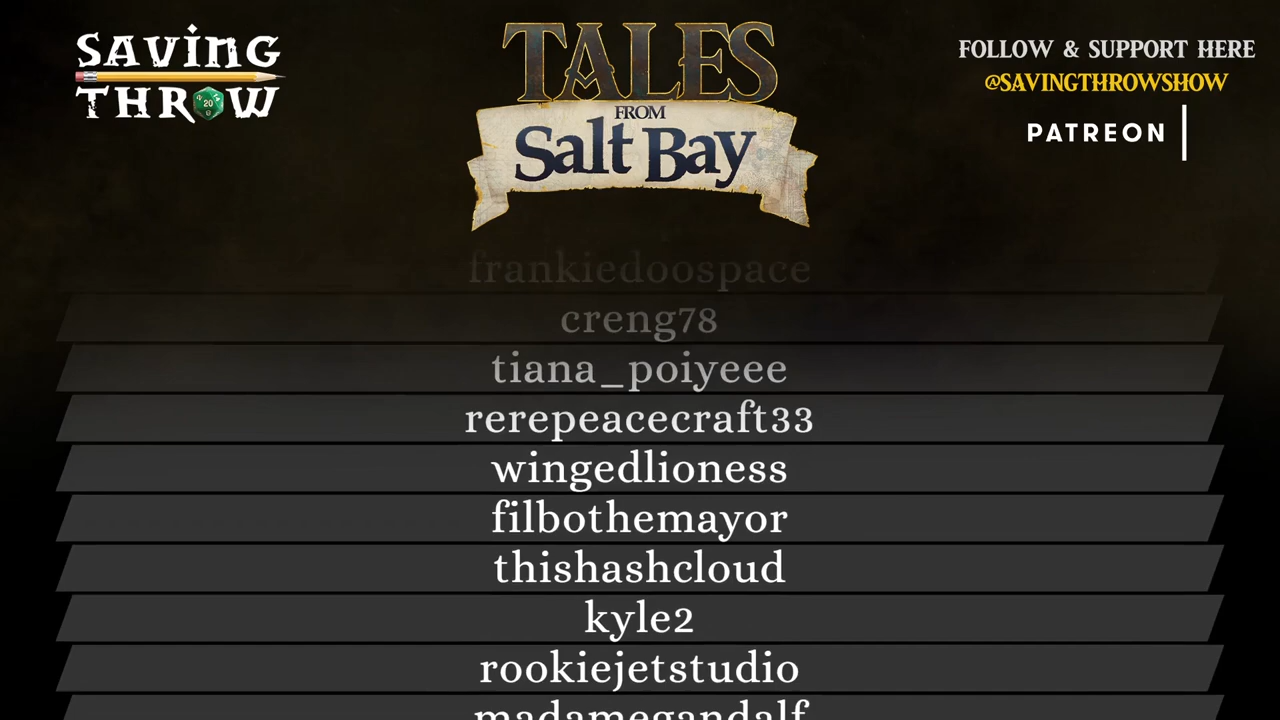 SAVING
THROW
20
TALES
FROM
Salt Bay
FOLLOW & SUPPORT HERE
@SAVINGTHROWSHOW
PATREON
frankiedoospace
creng78
tiana_poiyeee
rerepeacecraft33
wingedlioness
filbothemayor
thishashcloud
kyle2
rookiejetstudio
madamegandalf